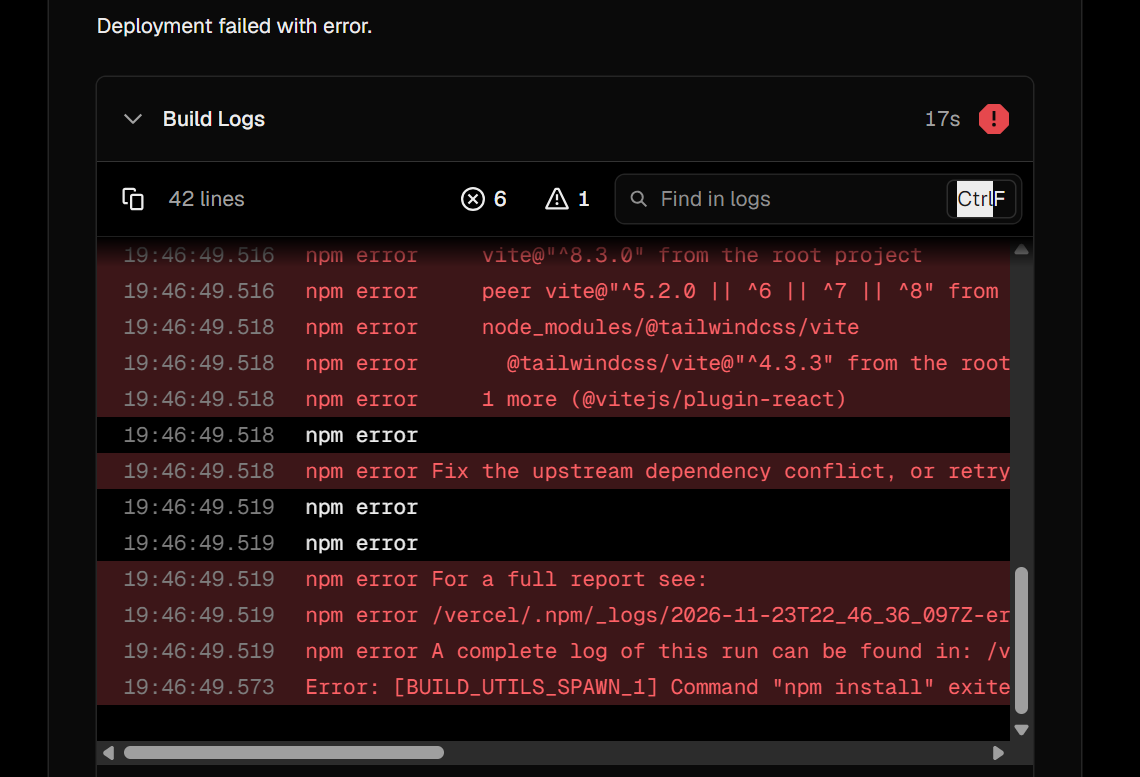 Deployment failed with error.
Build Logs 17s
42 lines 6 1 Find in logs CtrlF
19:46:49.516 npm error vite@"^8.3.0" from the root project
19:46:49.516 npm error peer vite@"^5.2.0 || ^6 || ^7 || ^8" from
19:46:49.518 npm error node_modules/@tailwindcss/vite
19:46:49.518 npm error @tailwindcss/vite@"^4.3.3" from the root
19:46:49.518 npm error 1 more (@vitejs/plugin-react)
19:46:49.518 npm error
19:46:49.518 npm error Fix the upstream dependency conflict, or retry
19:46:49.519 npm error
19:46:49.519 npm error
19:46:49.519 npm error For a full report see:
19:46:49.519 npm error /vercel/.npm/_logs/2026-11-23T22_46_36_097Z-er
19:46:49.519 npm error A complete log of this run can be found in: /v
19:46:49.573 Error: [BUILD_UTILS_SPAWN_1] Command "npm install" exite